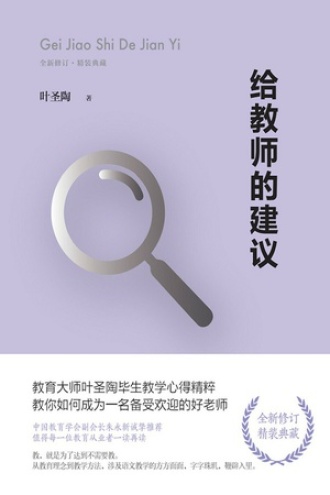 Gei Jiao Shi De Jian Yi
全新修订·精装典藏
叶圣陶 著
给教师的建议
教育大师叶圣陶毕生教学心得精粹
教你如何成为一名备受欢迎的好老师
中国教育学会副会长朱永新诚挚推荐
值得每一位教育从业者一读再读
教，就是为了达到不需要教。
从教育理念到教学方法，涉及语文教学的方方面面，字字珠玑，鞭辟入里。
全新修订
精装典藏